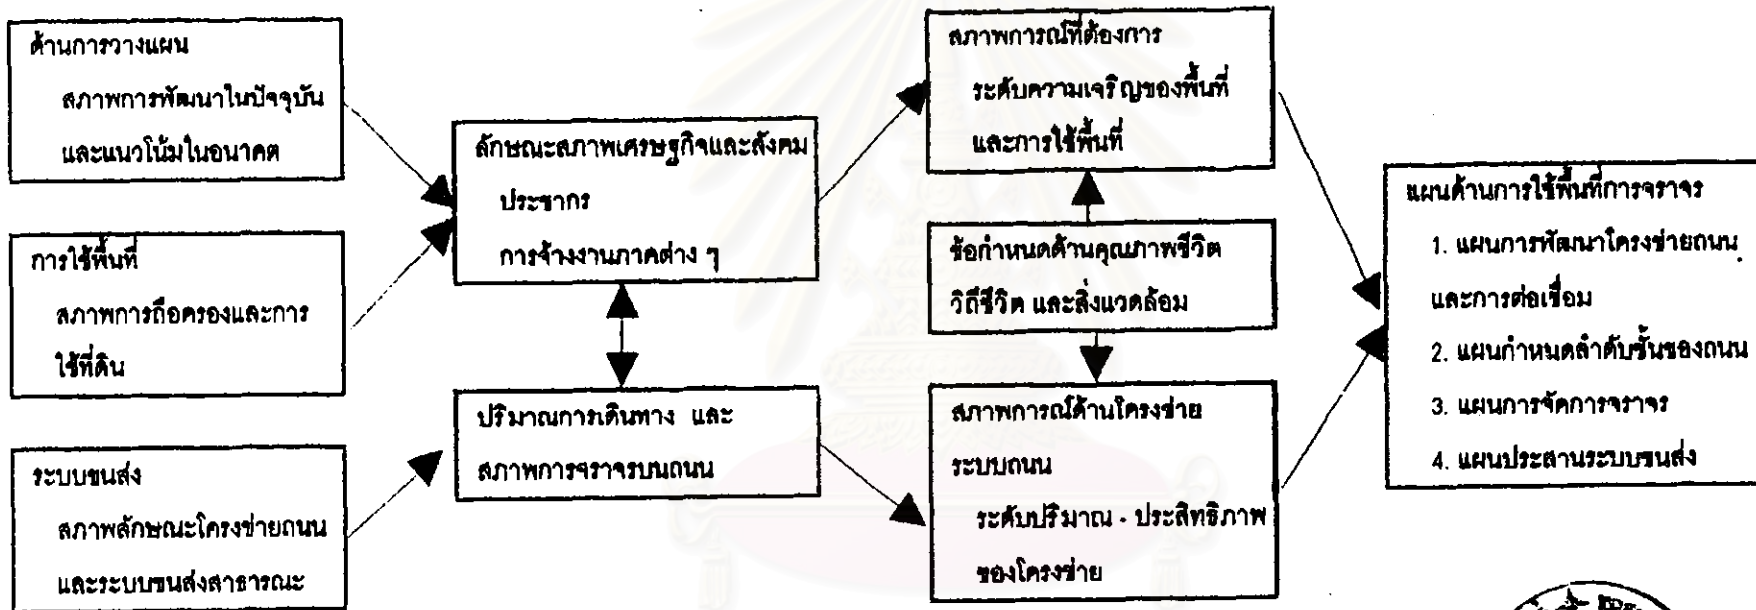 ด้านการวางแผน
สภาพการพัฒนาในปัจจุบัน
และแนวโน้มในอนาคต
การใช้พื้นที่
สภาพการถือครองและการ
ใช้ที่ดิน
ระบบขนส่ง
สภาพลักษณะโครงข่ายถนน
และระบบขนส่งสาธารณะ
ลักษณะสภาพเศรษฐกิจและสังคม
ประชากร
การจ้างงานภาคต่าง ๆ
ปริมาณการเดินทาง และ
สภาพการจราจรบนถนน
สภาพการณ์ที่ต้องการ
ระดับความเจริญของพื้นที่
และการใช้พื้นที่
ข้อกำหนดด้านคุณภาพชีวิต
วิถีชีวิต และสิ่งแวดล้อม
สภาพการณ์ด้านโครงข่าย
ระบบถนน
ระดับปริมาณ - ประสิทธิภาพ
ของโครงข่าย
แผนด้านการใช้พื้นที่การจราจร
1. แผนการพัฒนาโครงข่ายถนน
และการต่อเชื่อม
2. แผนกำหนดลำดับชั้นของถนน
3. แผนการจัดการจราจร
4. แผนประสานระบบขนส่ง